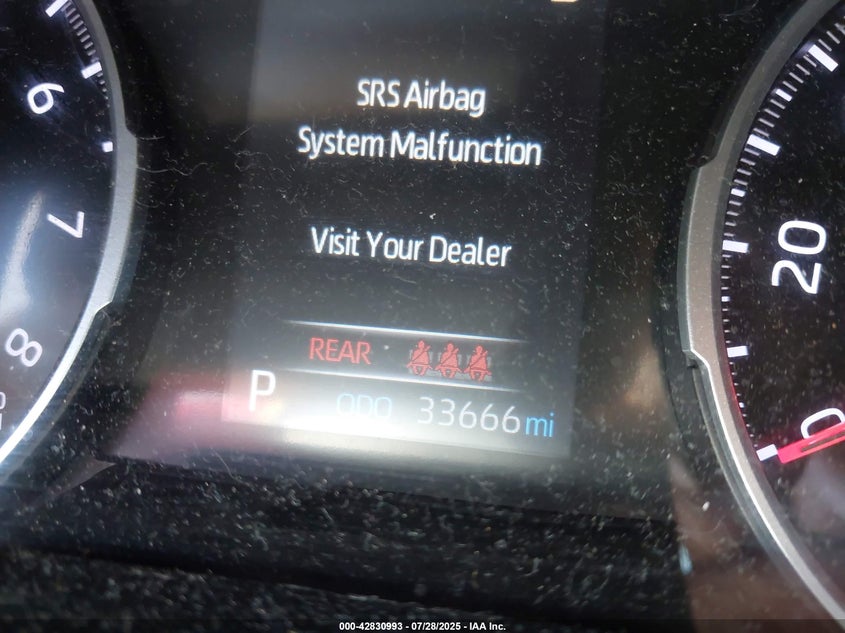 6
7
8
SRS Airbag
System Malfunction
Visit Your Dealer
REAR
P
ODO 33666 mi
20
0
000-42830993 - 07/28/2025 - IAA Inc.